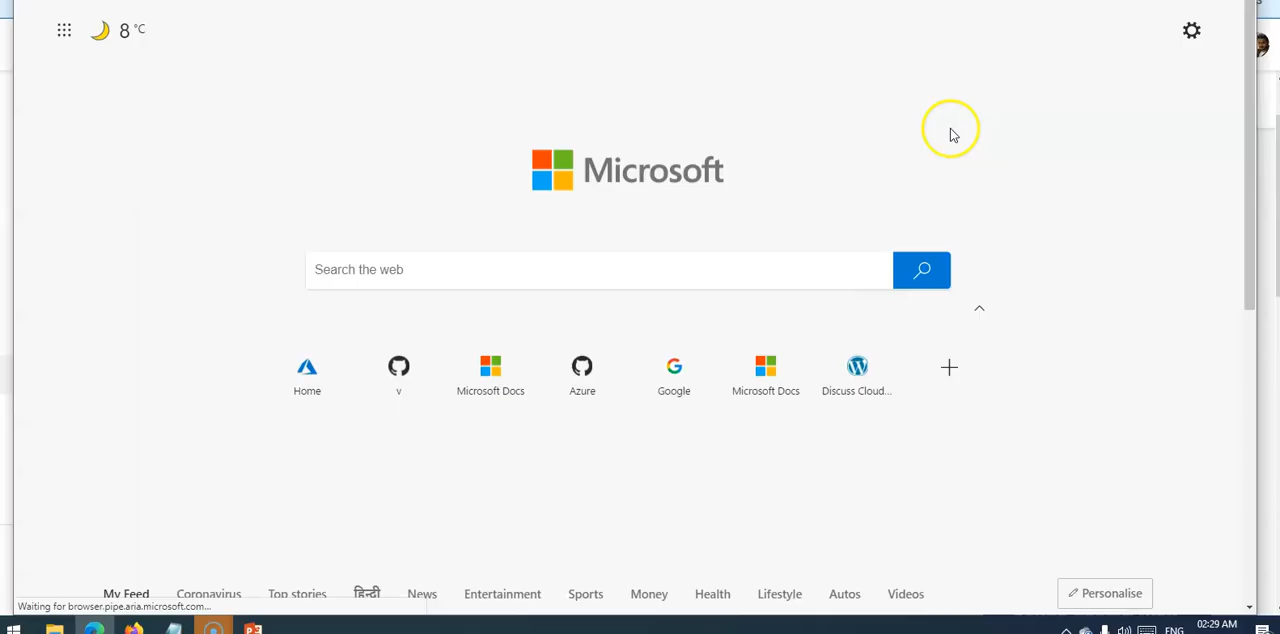 8 °C
Microsoft
Search the web
Home v Microsoft Docs Azure Google Microsoft Docs Discuss Cloud...
My Feed Coronavirus Top stories हिन्दी News Entertainment Sports Money Health Lifestyle Autos Videos Personalise
Waiting for browser.pipe.aria.microsoft.com...
ENG 02:29 AM